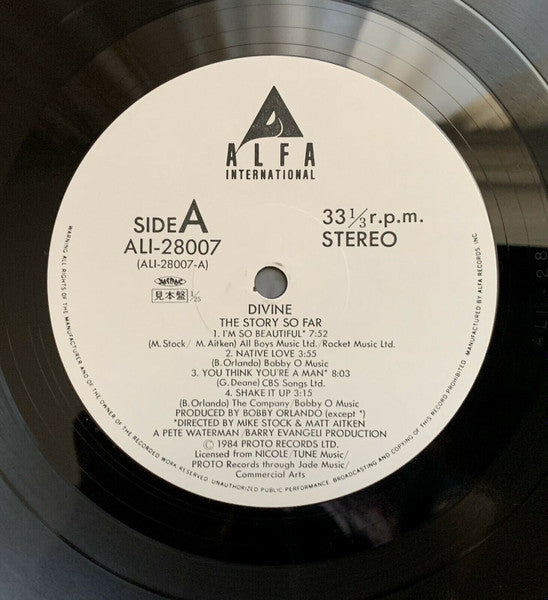 ALFA
INTERNATIONAL
SIDE A
ALI-28007
(ALI-28007-A)
33 1/3 r.p.m.
STEREO
見本盤 1/25
DIVINE
THE STORY SO FAR
1. I'M SO BEAUTIFUL* 7:52
(M. Stock/ M. Aitken) All Boys Music Ltd./Rocket Music Ltd.
2. NATIVE LOVE 3:55
(B. Orlando) Bobby O Music
3. YOU THINK YOU'RE A MAN* 8:03
(G. Deane) CBS Songs Ltd.
4. SHAKE IT UP 3:15
(B. Orlando) The Company/Bobby O Music
PRODUCED BY BOBBY ORLANDO (except *)
*DIRECTED BY MIKE STOCK & MATT AITKEN
A PETE WATERMAN/BARRY EVANGELI PRODUCTION
Ⓟ 1984 PROTO RECORDS LTD.
Licensed from NICOLE/TUNE Music/
PROTO Records through Jade Music/
Commercial Arts
WARNING ALL RIGHTS OF THE MANUFACTURER AND OF THE OWNER OF THE RECORDED WORK RESERVED. UNAUTHORIZED PUBLIC PERFORMANCE, BROADCASTING AND COPYING OF THIS RECORD PROHIBITED. MANUFACTURED BY ALFA RECORDS, INC.